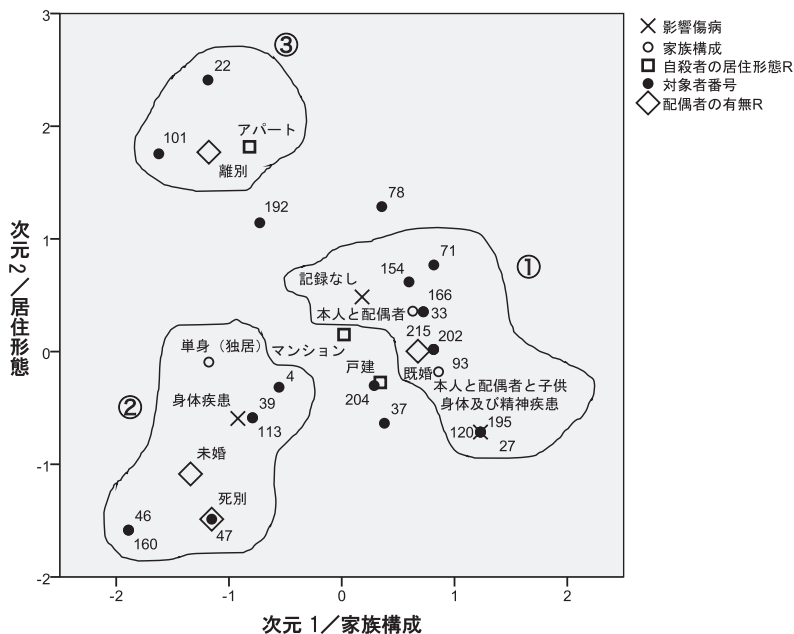 3
2
1
0
-1
-2
-2
-1
0
1
2
次元 2／居住形態
次元 1／家族構成
影響傷病
家族構成
自殺者の居住形態R
対象者番号
配偶者の有無R
③
22
アパート
101
離別
192
78
①
71
154
記録なし
166
本人と配偶者
33
215
202
単身（独居）
マンション
93
戸建
既婚
4
本人と配偶者と子供
204
身体及び精神疾患
②
身体疾患
39
37
195
113
120
27
未婚
死別
46
47
160